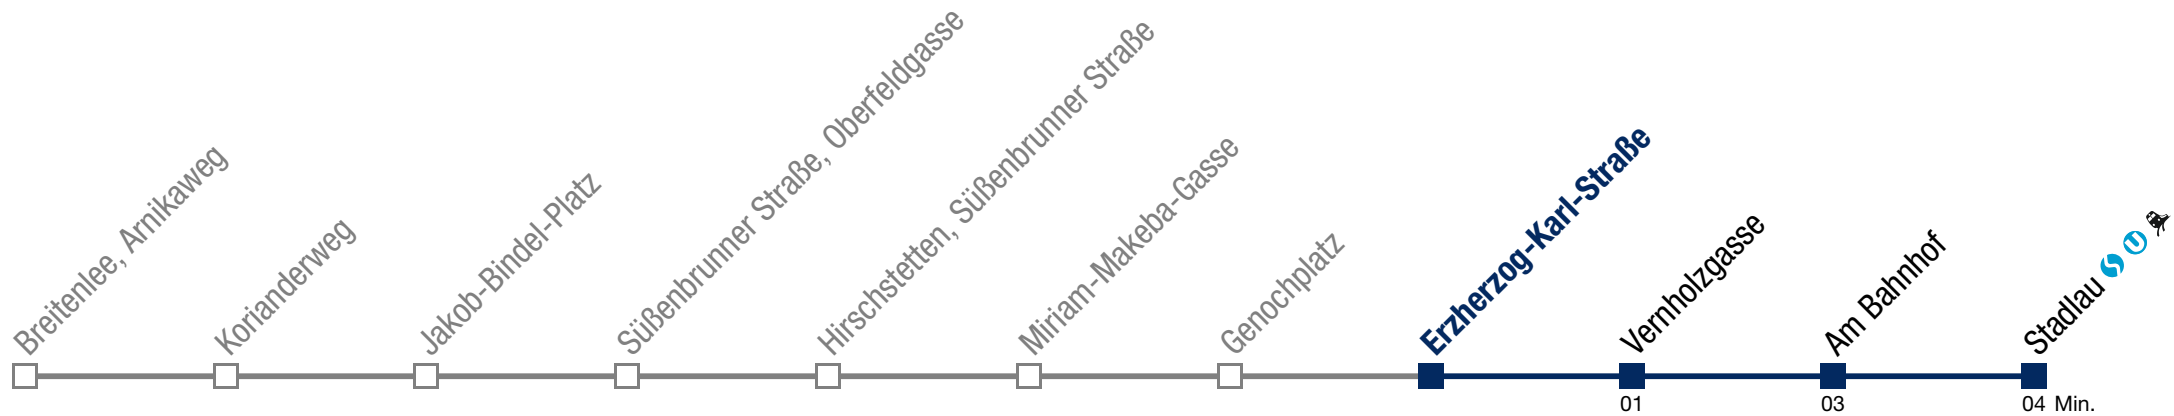 Breitenlee, Arnikaweg
Korianderweg
Jakob-Bindel-Platz
Süßenbrunner Straße, Oberfeldgasse
Hirschstetten, Süßenbrunner Straße
Miriam-Makeba-Gasse
Genochplatz
Erzherzog-Karl-Straße
Vernholzgasse
Am Bahnhof
Stadlau S U
01
03
04 Min.